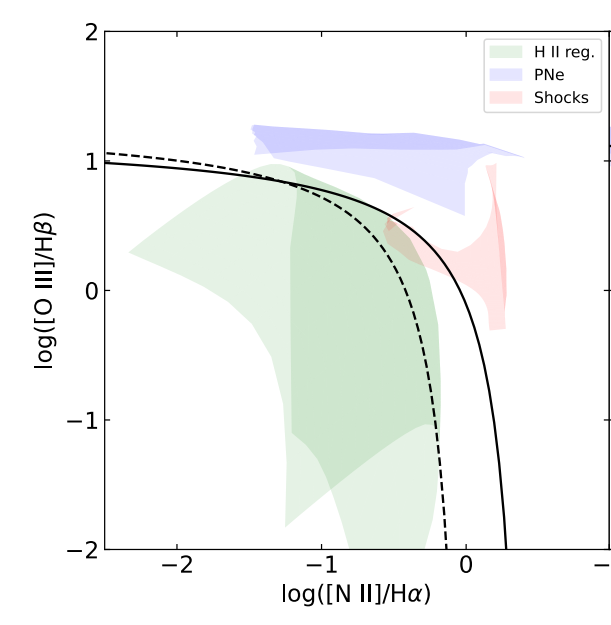 2
1
0
−1
−2
−2
−1
0
log([O III]/Hβ)
log([N II]/Hα)
H II reg.
PNe
Shocks